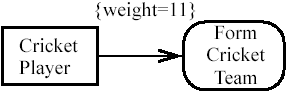 {weight=11}
Cricket
Player
Form
Cricket
Team